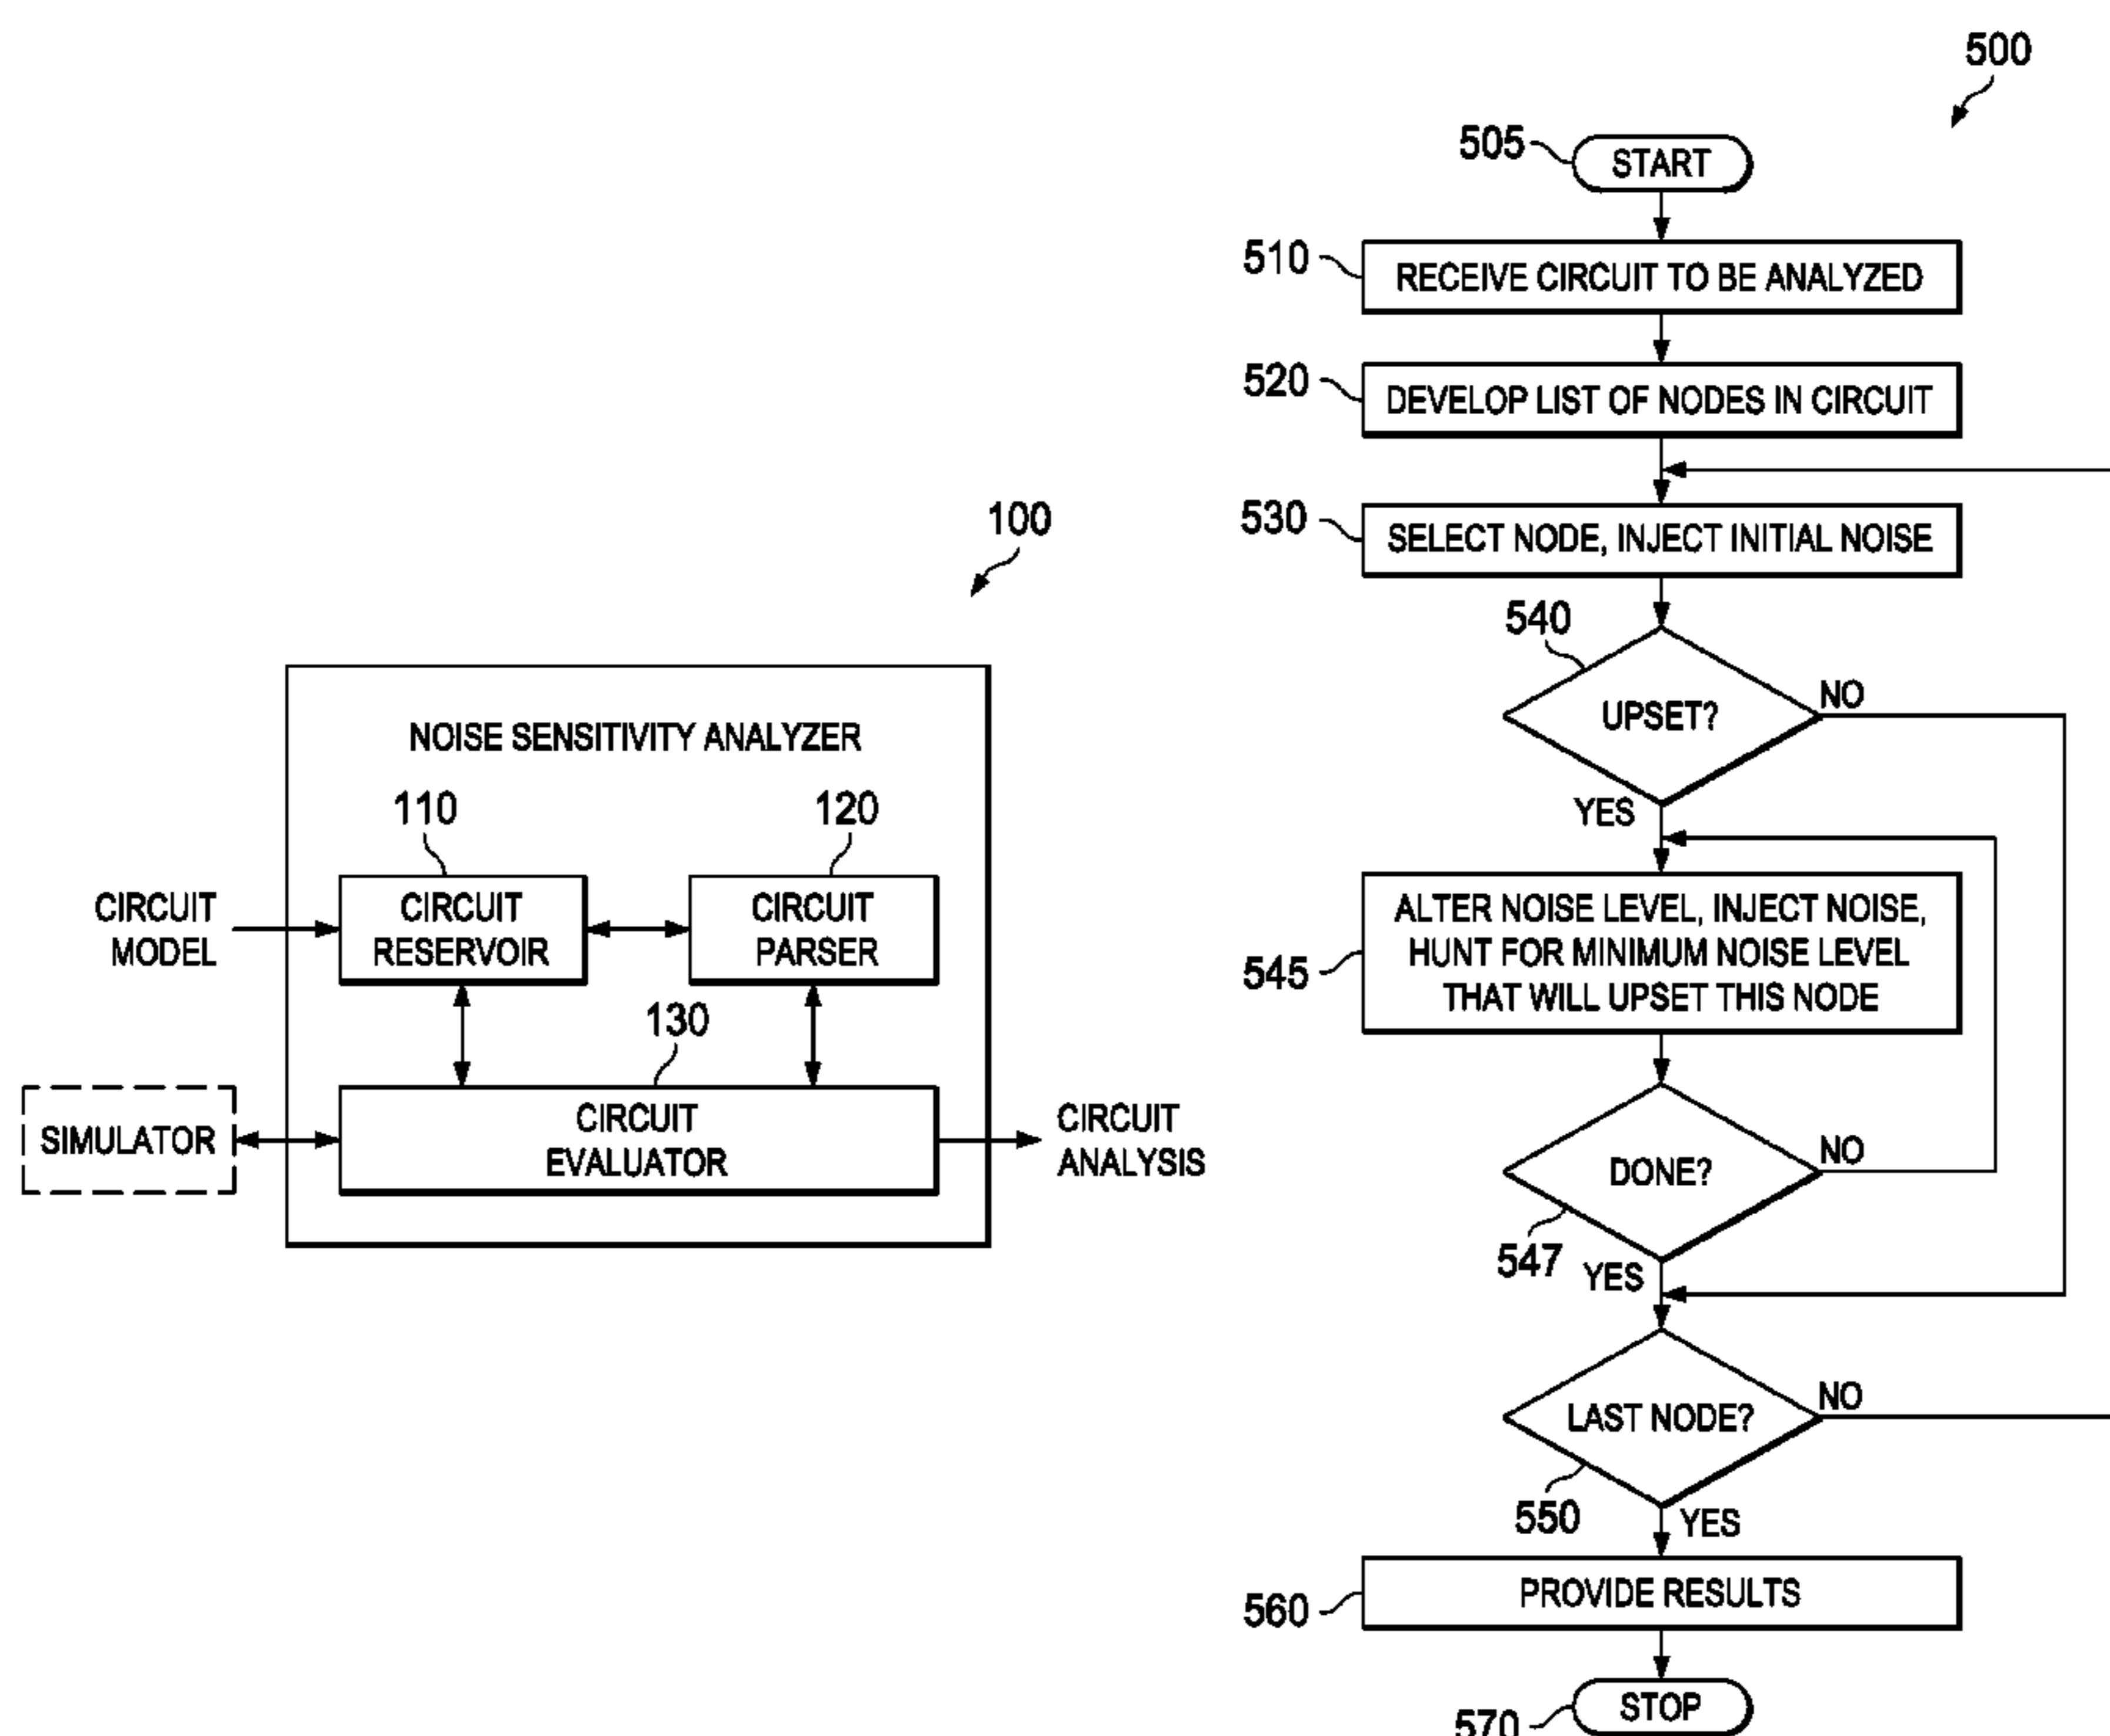 100
NOISE SENSITIVITY ANALYZER
110
120
CIRCUIT
MODEL
CIRCUIT
RESERVOIR
CIRCUIT
PARSER
130
SIMULATOR
CIRCUIT
EVALUATOR
CIRCUIT
ANALYSIS
500
505
START
510
RECEIVE CIRCUIT TO BE ANALYZED
520
DEVELOP LIST OF NODES IN CIRCUIT
530
SELECT NODE, INJECT INITIAL NOISE
540
UPSET?
NO
YES
545
ALTER NOISE LEVEL, INJECT NOISE,
HUNT FOR MINIMUM NOISE LEVEL
THAT WILL UPSET THIS NODE
DONE?
NO
547
YES
LAST NODE?
NO
550
YES
560
PROVIDE RESULTS
570
STOP